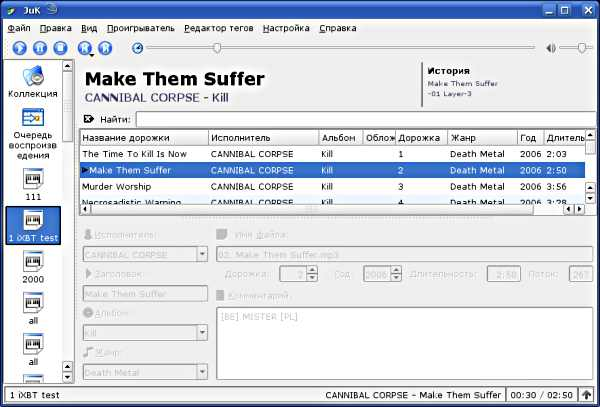 JuK
Файл Правка Вид Проигрыватель Редактор тегов Настройка Справка
Коллекция
Очередь
воспроизв
едения
111
1 iXBT test
2000
all
all
Make Them Suffer
CANNIBAL CORPSE - Kill
История
Make Them Suffer
-01 Layer-3
Найти:
Название дорожки Исполнитель Альбом Облож Дорожка Жанр Год Длитель
The Time To Kill Is Now CANNIBAL CORPSE Kill 1 Death Metal 2006 2:03
Make Them Suffer CANNIBAL CORPSE Kill 2 Death Metal 2006 2:50
Murder Worship CANNIBAL CORPSE Kill 3 Death Metal 2006 3:56
Necrosadistic Warning CANNIBAL CORPSE Kill 4 Death Metal 2006 3:28
Исполнитель: Имя файла:
CANNIBAL CORPSE 02. Make Them Suffer.mp3
Заголовок: Дорожка: 2 Год: 2006 Длительность: 2:50 Поток: 267
Make Them Suffer Комментарий:
Альбом: [BE] MISTER [PL]
Kill
Жанр:
Death Metal
1 iXBT test CANNIBAL CORPSE - Make Them Suffer 00:30 / 02:50